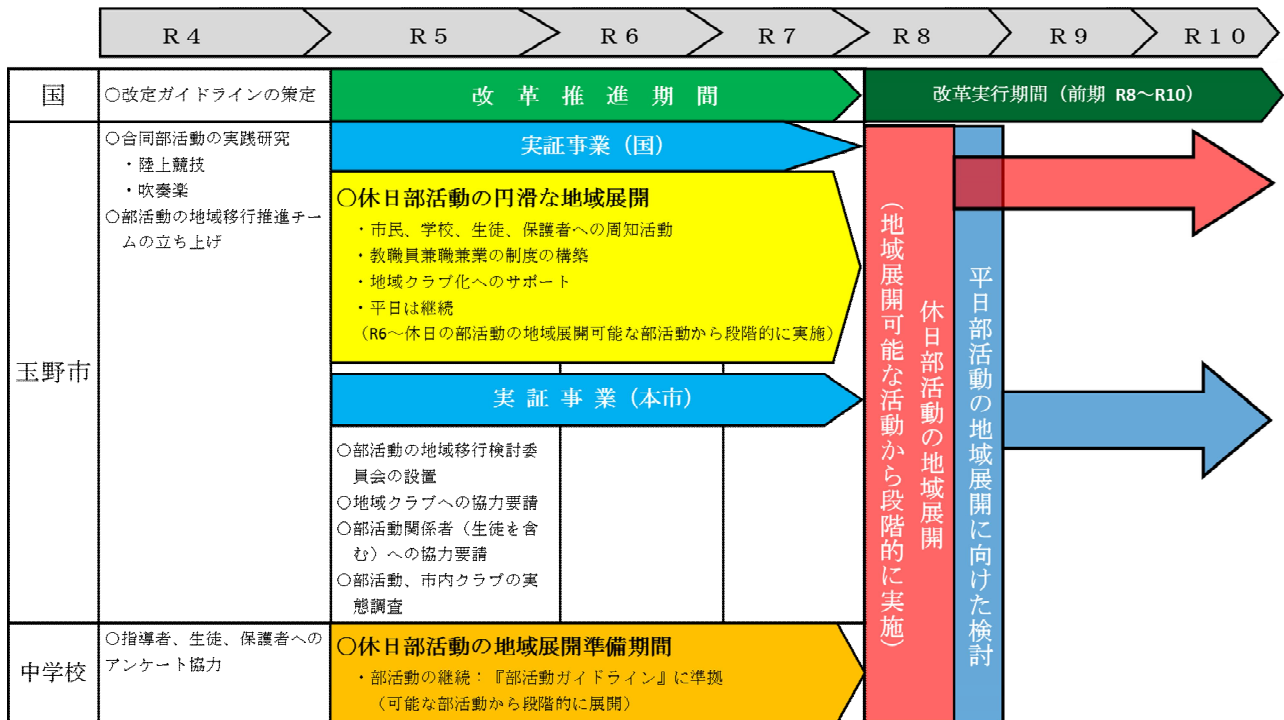 R4
R5
R6
R7
R8
R9
R10
国
○改定ガイドラインの策定
改革推進期間
改革実行期間（前期 R8～R10）
玉野市
○合同部活動の実践研究
・陸上競技
・吹奏楽
○部活動の地域移行推進チー
ムの立ち上げ
実証事業（国）
○休日部活動の円滑な地域展開
・市民、学校、生徒、保護者への周知活動
・教職員兼職兼業の制度の構築
・地域クラブ化へのサポート
・平日は継続
（R6～休日の部活動の地域展開可能な部活動から段階的に実施）
実証事業（本市）
○部活動の地域移行検討委
員会の設置
○地域クラブへの協力要請
○部活動関係者（生徒を含
む）への協力要請
○部活動、市内クラブの実
態調査
休日部活動の地域展開
（地域展開可能な活動から段階的に実施）
平日部活動の地域展開に向けた検討
中学校
○指導者、生徒、保護者への
アンケート協力
○休日部活動の地域展開準備期間
・部活動の継続：『部活動ガイドライン』に準拠
（可能な部活動から段階的に展開）